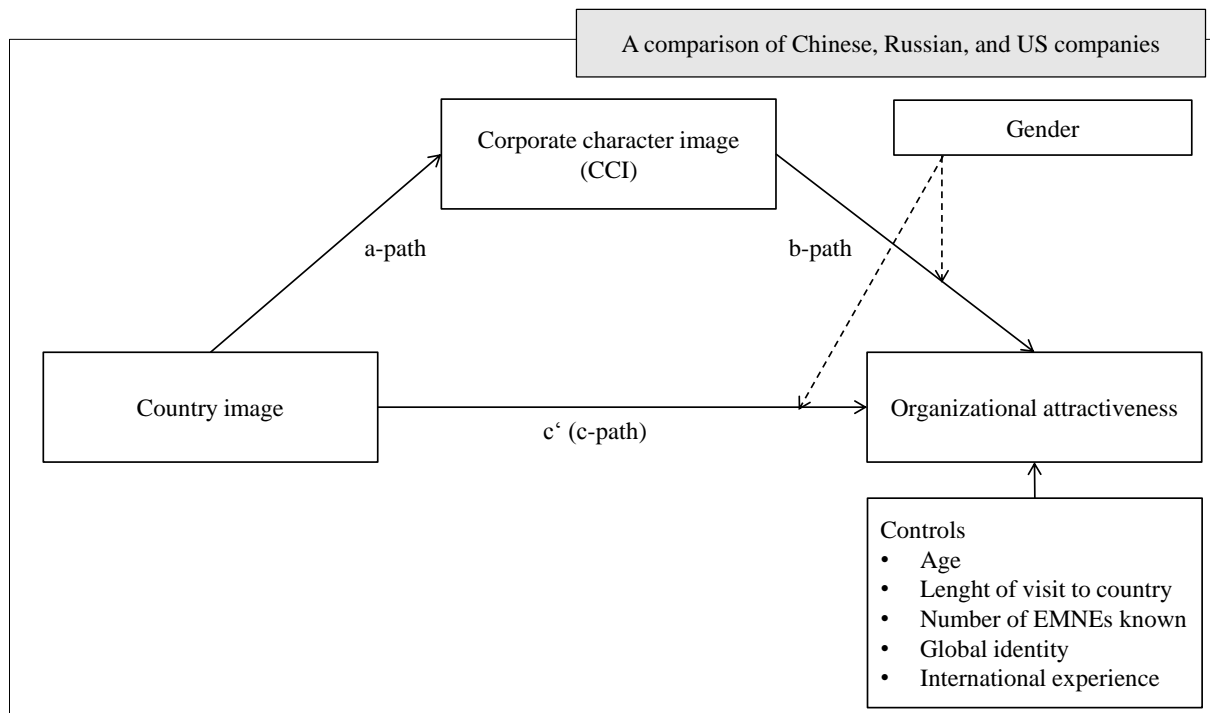 A comparison of Chinese, Russian, and US companies
Corporate character image
(CCI)
Gender
a-path
b-path
Country image
c‘ (c-path)
Organizational attractiveness
Controls
• Age
• Lenght of visit to country
• Number of EMNEs known
• Global identity
• International experience